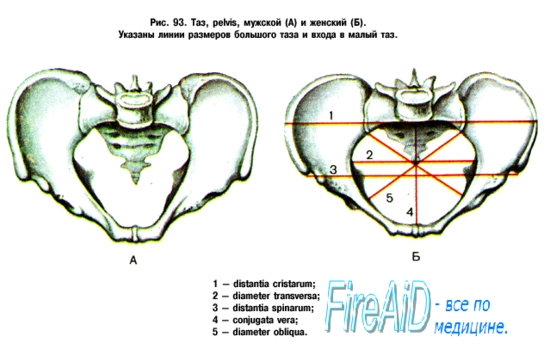 Рис. 93. Таз, pelvis, мужской (А) и женский (Б).
Указаны линии размеров большого таза и входа в малый таз.
1
2
3
5
4
А
Б
1 — distantia cristarum;
2 — diameter transversa;
3 — distantia spinarum;
4 — conjugata vera;
5 — diameter obliqua.
FireAiD - все по
медицине.